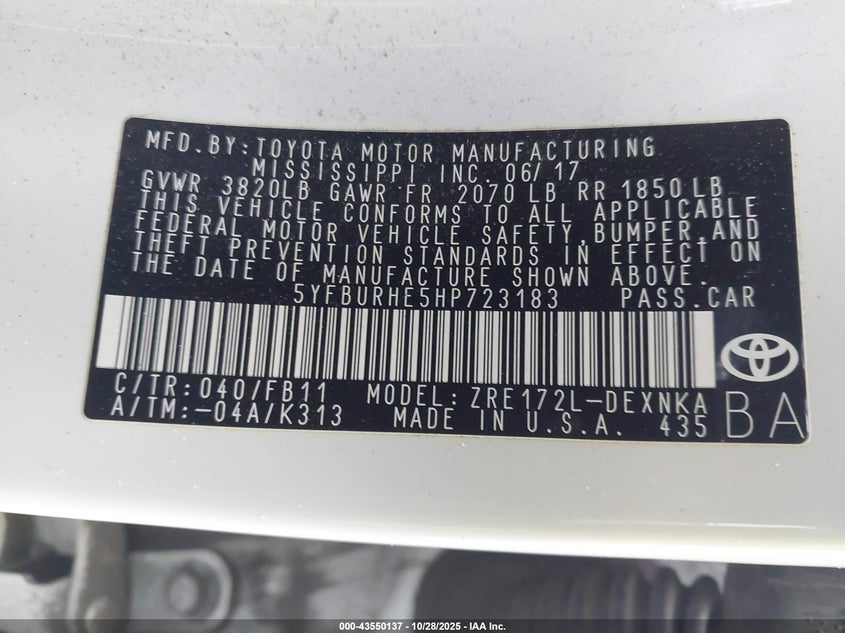 MFD.BY:TOYOTA MOTOR MANUFACTURING
MISSISSIPPI INC. 06/17
GVWR 3820LB GAWR FR 2070 LB RR 1850 LB
THIS VEHICLE CONFORMS TO ALL APPLICABLE
FEDERAL MOTOR VEHICLE SAFETY,BUMPER,AND
THEFT PREVENTION STANDARDS IN EFFECT ON
THE DATE OF MANUFACTURE SHOWN ABOVE.
5YFBURHE5HP723183 PASS.CAR
C/TR:040/FB11 MODEL:ZRE172L-DEXNKA
A/TM:-04A/K313 MADE IN U.S.A. 435 BA
000-43550137 | 10/28/2025 - IAA Inc.